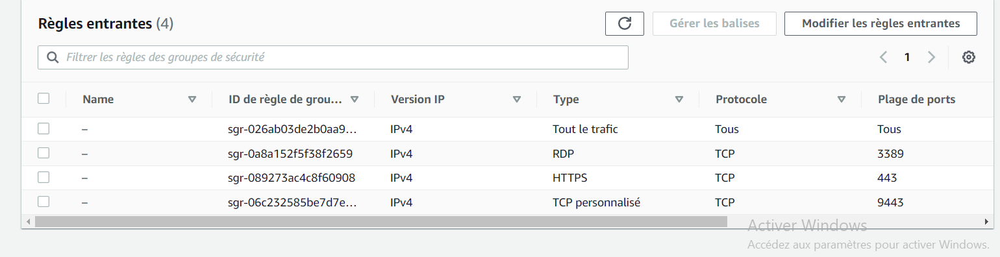 Règles entrantes (4)
Gérer les balises
Modifier les règles entrantes
Filtrer les règles des groupes de sécurité
1
Name ID de règle de grou... Version IP Type Protocole Plage de ports
– sgr-026ab03de2b0aa9... IPv4 Tout le trafic Tous Tous
– sgr-0a8a152f5f38f2659 IPv4 RDP TCP 3389
– sgr-089273ac4c8f60908 IPv4 HTTPS TCP 443
– sgr-06c232585be7d7e... IPv4 TCP personnalisé TCP 9443
Activer Windows
Accédez aux paramètres pour activer Windows.